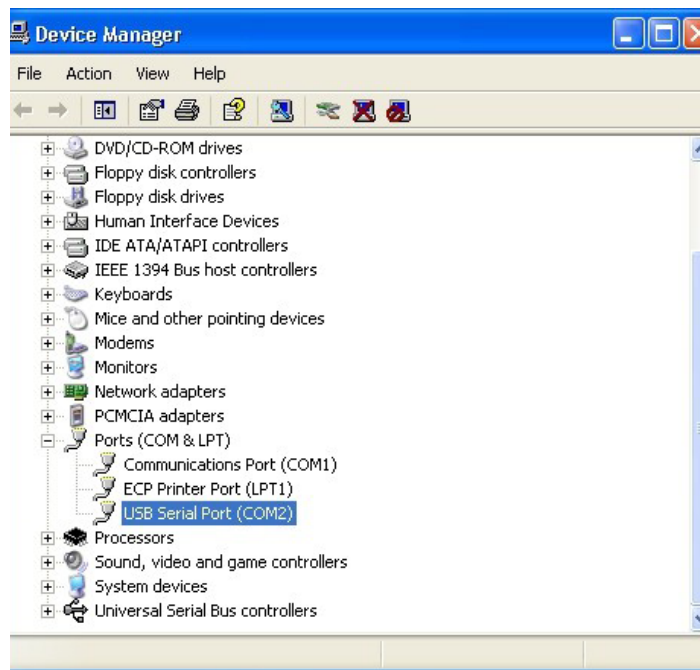 Device Manager
File Action View Help
DVD/CD-ROM drives
Floppy disk controllers
Floppy disk drives
Human Interface Devices
IDE ATA/ATAPI controllers
IEEE 1394 Bus host controllers
Keyboards
Mice and other pointing devices
Modems
Monitors
Network adapters
PCMCIA adapters
Ports (COM & LPT)
Communications Port (COM1)
ECP Printer Port (LPT1)
USB Serial Port (COM2)
Processors
Sound, video and game controllers
System devices
Universal Serial Bus controllers